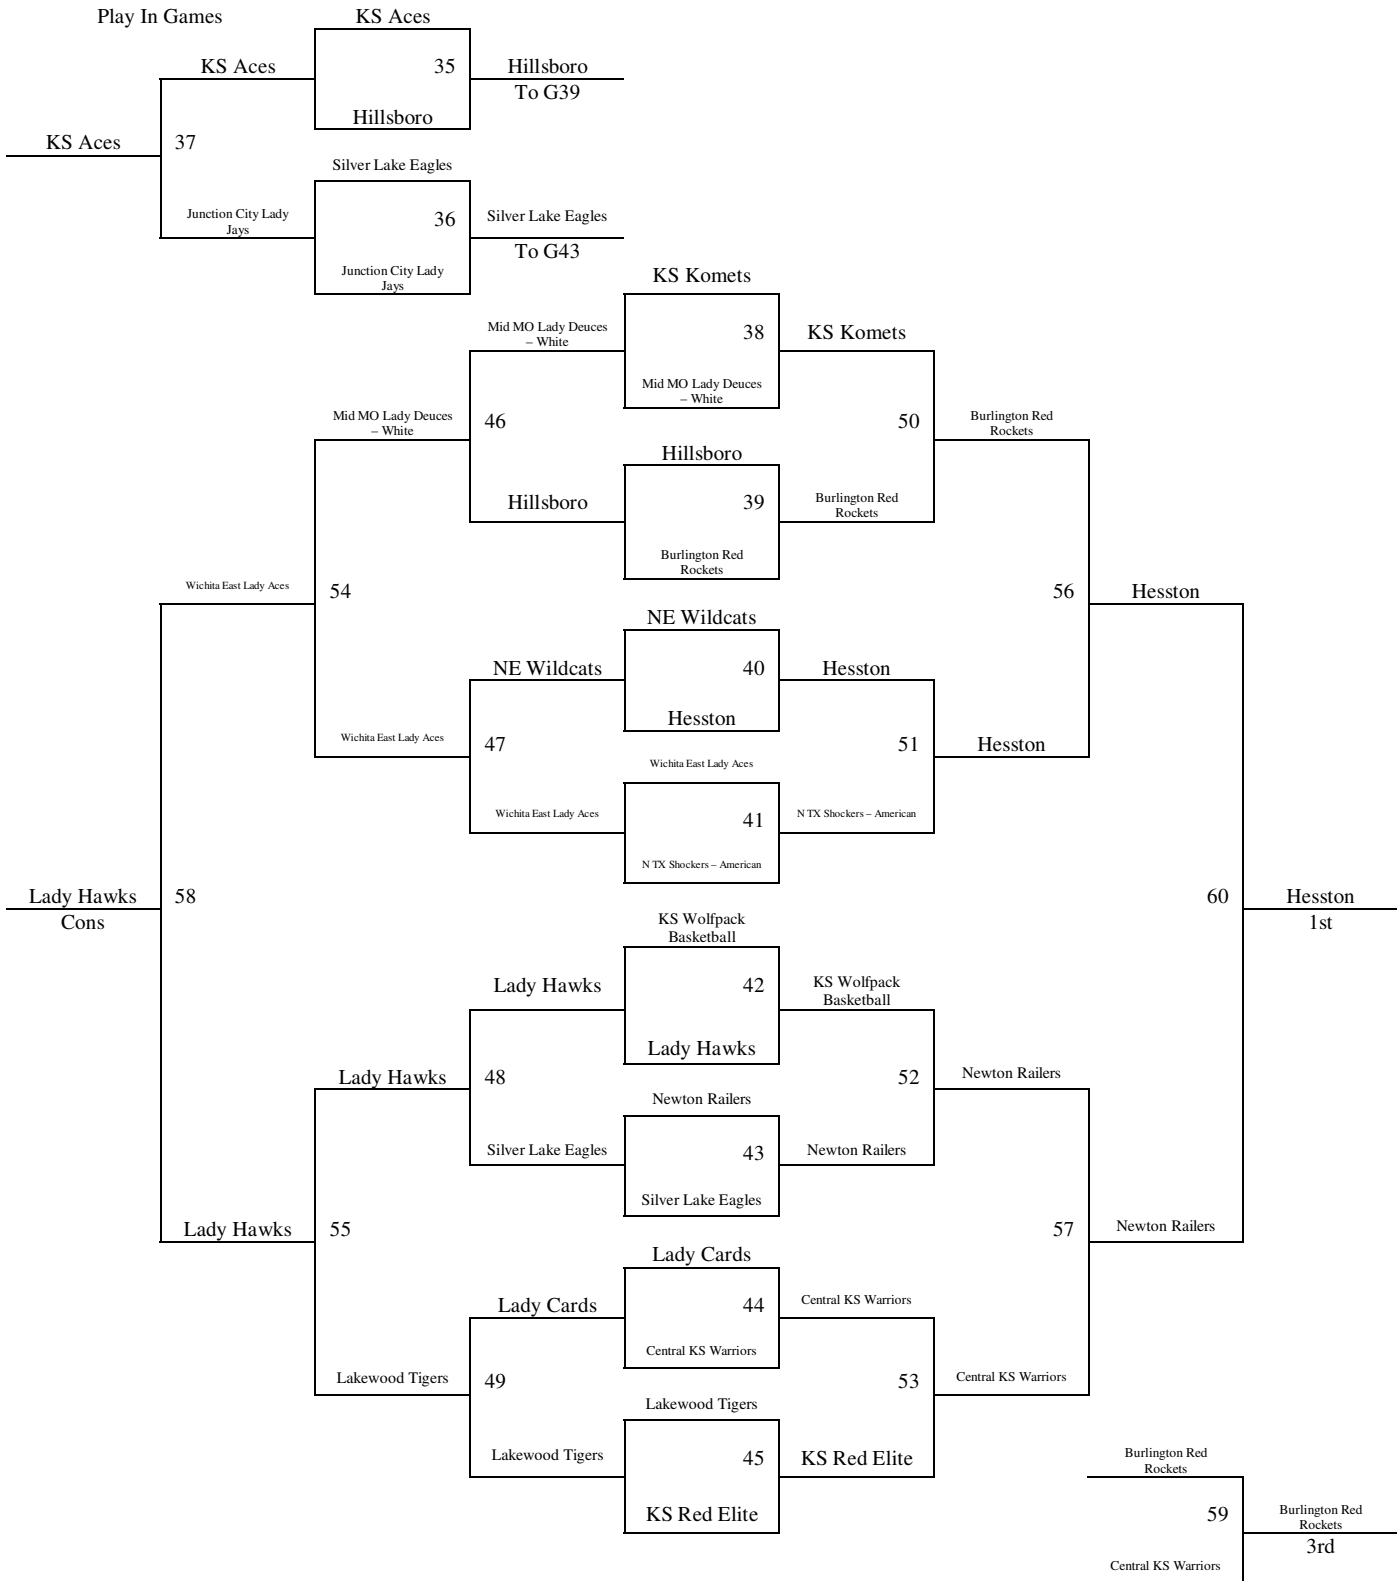 Play In Games
KS Aces
KS Aces
35
Hillsboro
To G39
Hillsboro
KS Aces
37
Silver Lake Eagles
Junction City Lady
Jays
36
Silver Lake Eagles
To G43
Junction City Lady
Jays
KS Komets
Mid MO Lady Deuces
– White
38
KS Komets
Mid MO Lady Deuces
– White
Mid MO Lady Deuces
– White
46
50
Burlington Red
Rockets
Hillsboro
Hillsboro
39
Burlington Red
Rockets
Burlington Red
Rockets
Wichita East Lady Aces
54
56
Hesston
NE Wildcats
NE Wildcats
40
Hesston
Hesston
Wichita East Lady Aces
47
51
Hesston
Wichita East Lady Aces
Wichita East Lady Aces
41
N TX Shockers – American
N TX Shockers – American
Lady Hawks
Cons
58
60
Hesston
1st
KS Wolfpack
Basketball
Lady Hawks
42
KS Wolfpack
Basketball
Lady Hawks
Lady Hawks
48
52
Newton Railers
Newton Railers
Silver Lake Eagles
43
Newton Railers
Silver Lake Eagles
Lady Hawks
55
57
Newton Railers
Lady Cards
Lady Cards
44
Central KS Warriors
Central KS Warriors
Lakewood Tigers
49
53
Central KS Warriors
Lakewood Tigers
Lakewood Tigers
45
KS Red Elite
KS Red Elite
Burlington Red
Rockets
59
Burlington Red
Rockets
3rd
Central KS Warriors